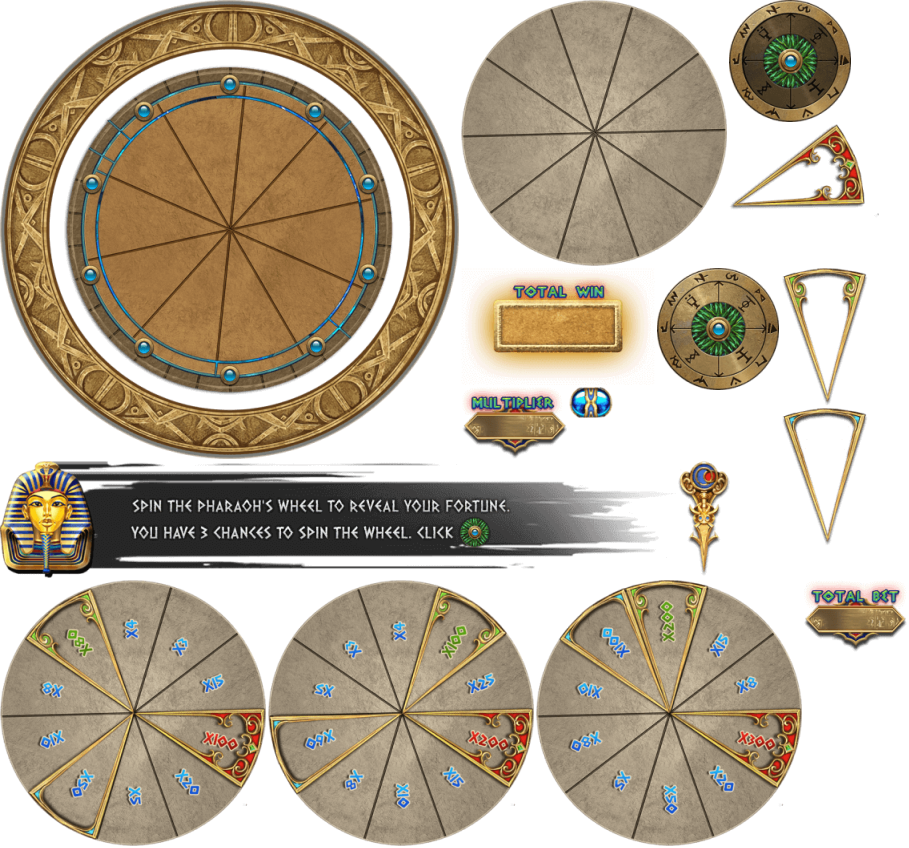 TOTAL WIN
MULTIPLIER
SPIN THE PHARAOH'S WHEEL TO REVEAL YOUR FORTUNE.
YOU HAVE 3 CHANCES TO SPIN THE WHEEL. CLICK
TOTAL BET
X80
X4
X3
X15
X100
X20
X5
X50
X10
X8
X4
X100
X25
X200
X15
X10
X8
X60
X5
X3
X100
X200
X15
X8
X300
X20
X50
X5
X80
X10